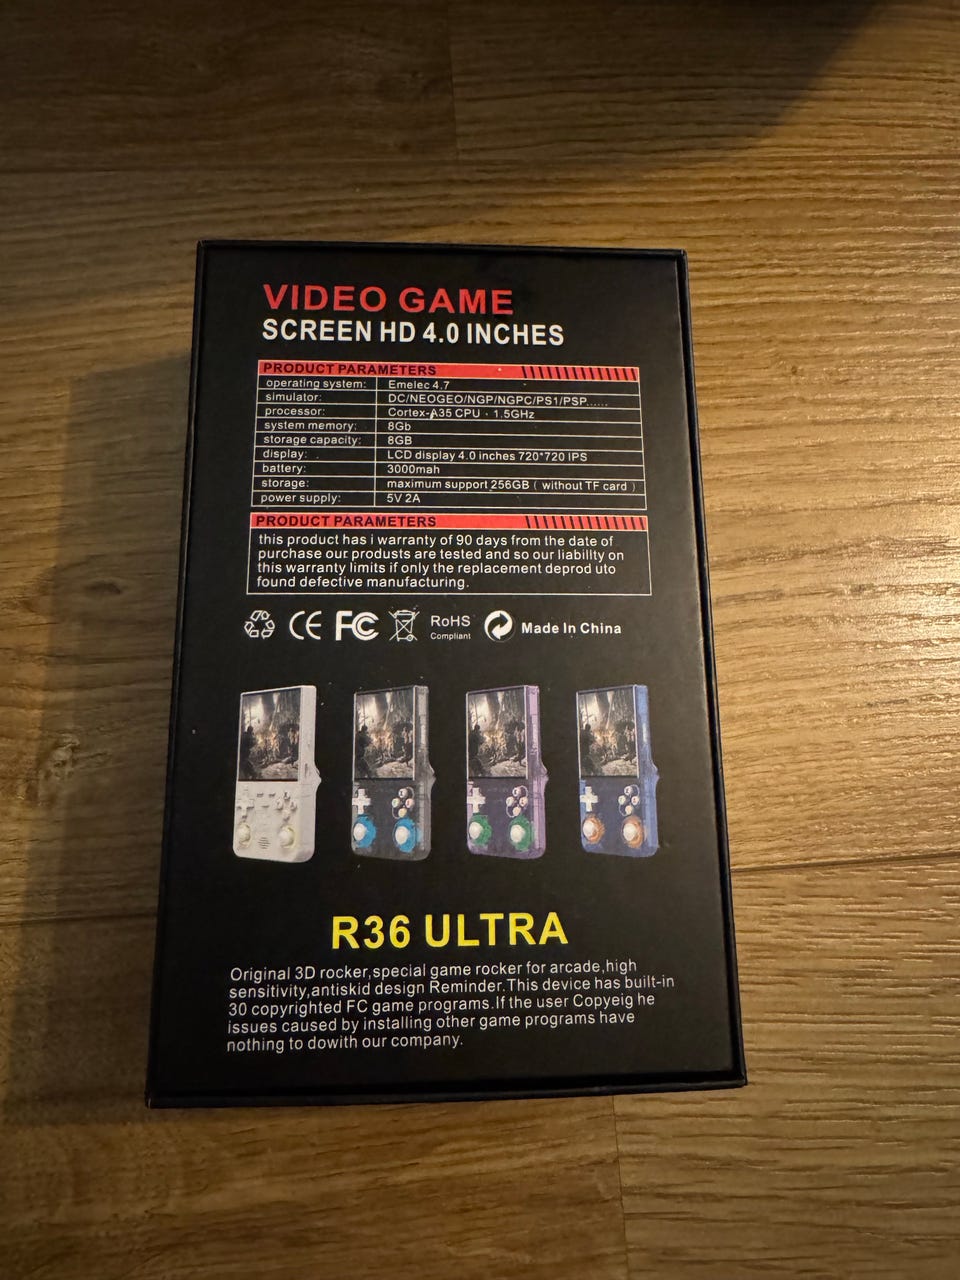 VIDEO GAME
SCREEN HD 4.0 INCHES
PRODUCT PARAMETERS
operating system: Emelec 4.7
simulator: DC/NEOGEO/NGP/NGPC/PS1/PSP......
processor: Cortex-A35 CPU · 1.5GHz
system memory: 8Gb
storage capacity: 8GB
display: LCD display 4.0 inches 720*720 IPS
battery: 3000mah
storage: maximum support 256GB ( without TF card )
power supply: 5V 2A
PRODUCT PARAMETERS
this product has i warranty of 90 days from the date of
purchase our produsts are tested and so our liabillty on
this warranty limits if only the replacement deprod uto
found defective manufacturing.
CE FC RoHS Compliant Made In China
R36 ULTRA
Original 3D rocker,special game rocker for arcade,high
sensitivity,antiskid design Reminder.This device has built-in
30 copyrighted FC game programs.If the user Copyeig he
issues caused by installing other game programs have
nothing to dowith our company.